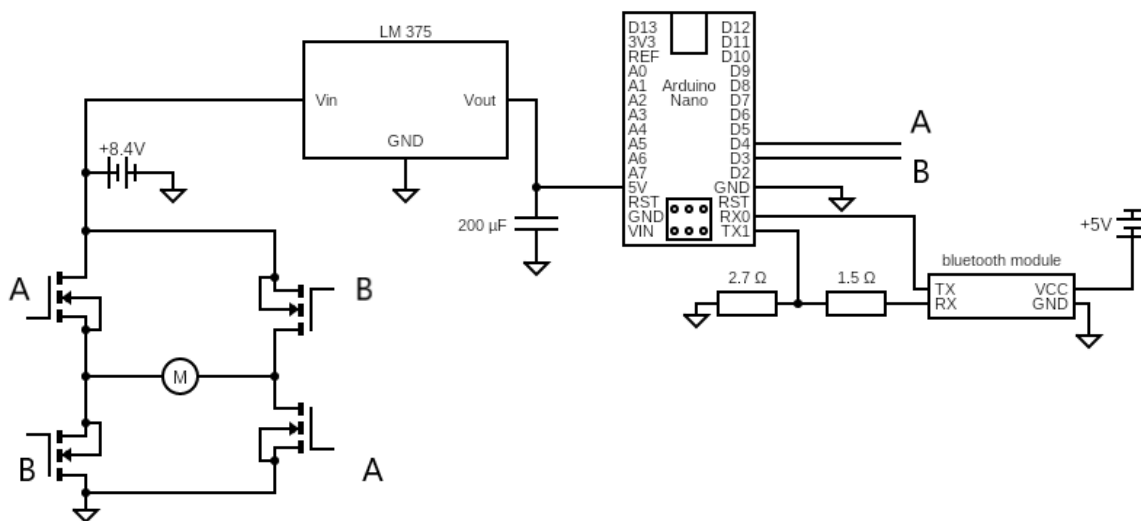 LM 375
Vin
Vout
GND
+8.4V
200 µF
D13 D12
3V3 D11
REF D10
A0 D9
A1 Arduino D8
A2 Nano D7
A3 D6
A4 D5
A5 D4
A6 D3
A7 D2
5V GND
RST RST
GND RX0
VIN TX1
A
B
+5V
bluetooth module
2.7 Ω
1.5 Ω
TX VCC
RX GND
A
B
M
B
A